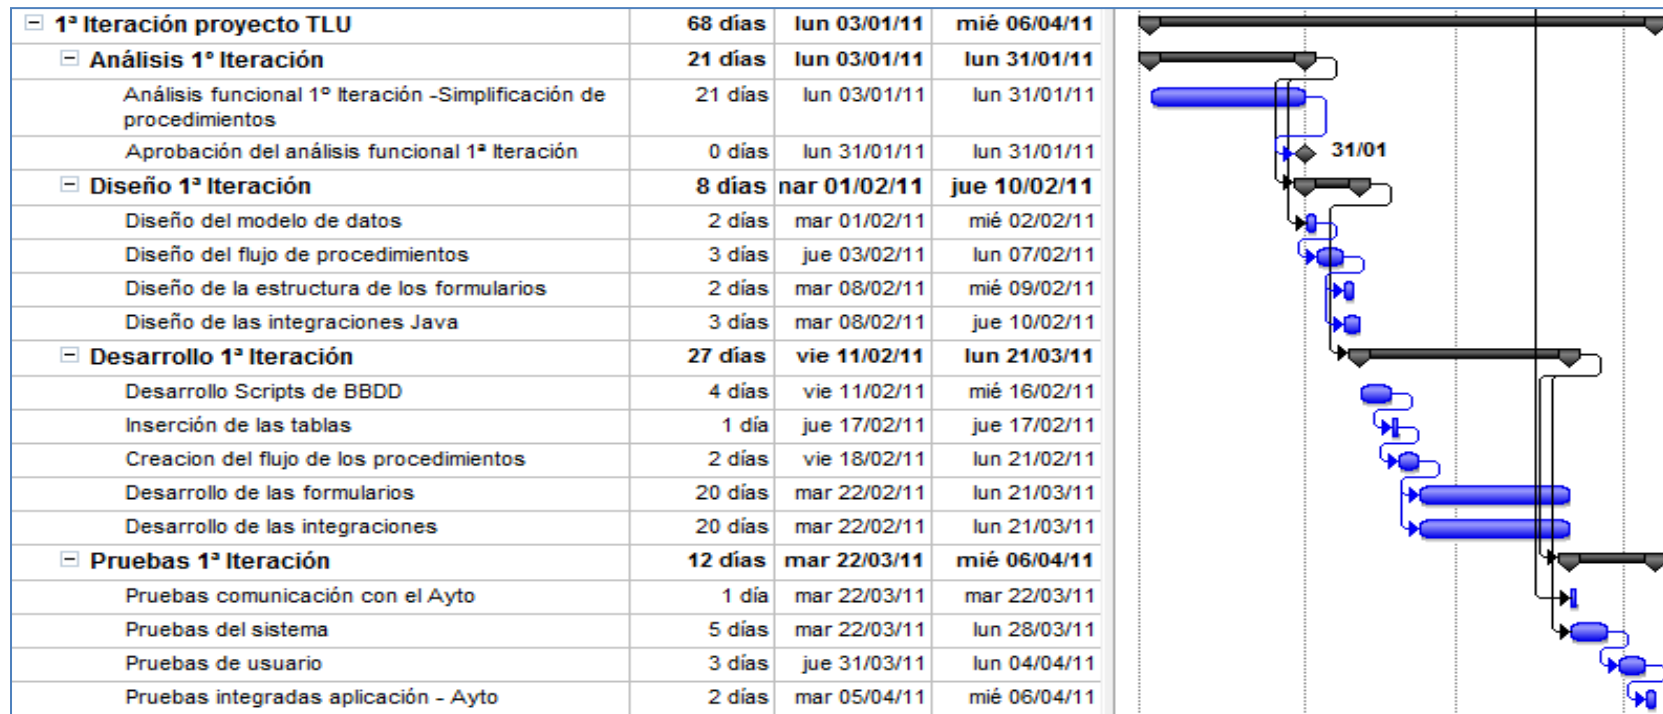 1ª Iteración proyecto TLU 68 días lun 03/01/11 mié 06/04/11
Análisis 1º Iteración 21 días lun 03/01/11 lun 31/01/11
Análisis funcional 1º Iteración -Simplificación de procedimientos 21 días lun 03/01/11 lun 31/01/11
Aprobación del análisis funcional 1ª Iteración 0 días lun 31/01/11 lun 31/01/11 31/01
Diseño 1ª Iteración 8 días nar 01/02/11 jue 10/02/11
Diseño del modelo de datos 2 días mar 01/02/11 mié 02/02/11
Diseño del flujo de procedimientos 3 días jue 03/02/11 lun 07/02/11
Diseño de la estructura de los formularios 2 días mar 08/02/11 mié 09/02/11
Diseño de las integraciones Java 3 días mar 08/02/11 jue 10/02/11
Desarrollo 1ª Iteración 27 días vie 11/02/11 lun 21/03/11
Desarrollo Scripts de BBDD 4 días vie 11/02/11 mié 16/02/11
Inserción de las tablas 1 día jue 17/02/11 jue 17/02/11
Creacion del flujo de los procedimientos 2 días vie 18/02/11 lun 21/02/11
Desarrollo de las formularios 20 días mar 22/02/11 lun 21/03/11
Desarrollo de las integraciones 20 días mar 22/02/11 lun 21/03/11
Pruebas 1ª Iteración 12 días mar 22/03/11 mié 06/04/11
Pruebas comunicación con el Ayto 1 día mar 22/03/11 mar 22/03/11
Pruebas del sistema 5 días mar 22/03/11 lun 28/03/11
Pruebas de usuario 3 días jue 31/03/11 lun 04/04/11
Pruebas integradas aplicación - Ayto 2 días mar 05/04/11 mié 06/04/11